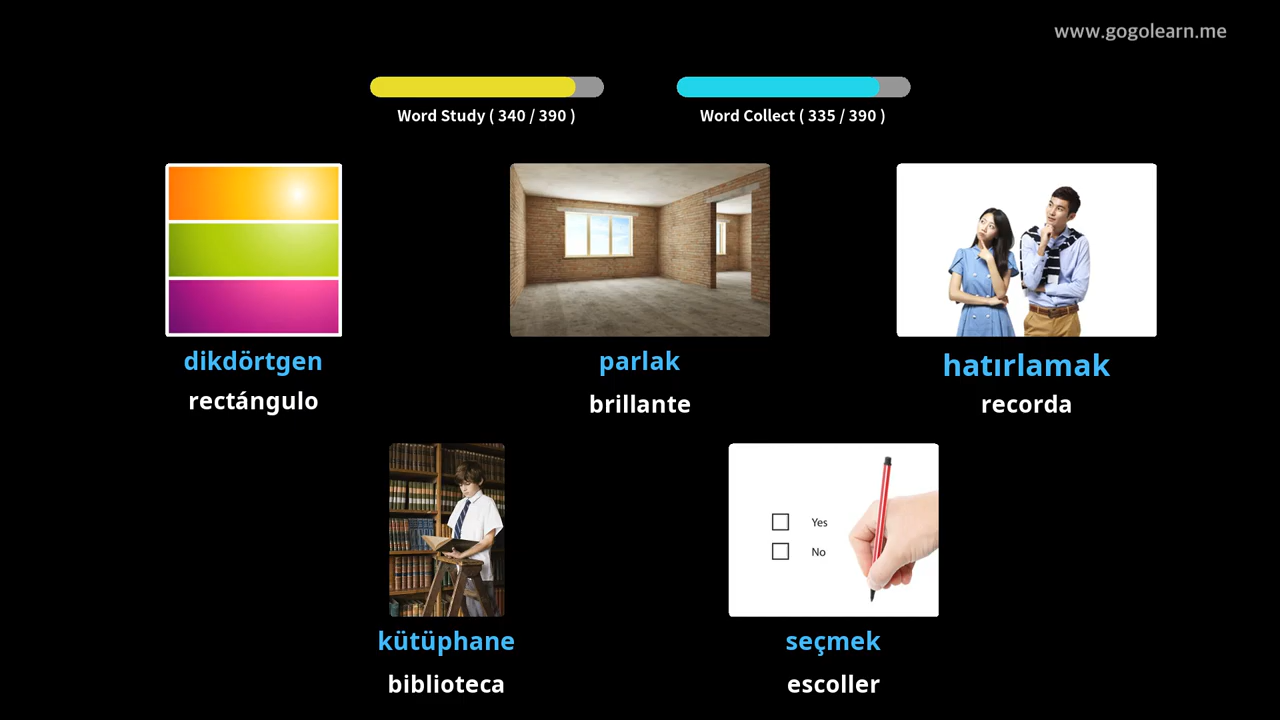 www.gogolearn.me
Word Study ( 340 / 390 )
Word Collect ( 335 / 390 )
dikdörtgen
rectángulo
parlak
brillante
hatırlamak
recorda
Yes
No
kütüphane
biblioteca
seçmek
escoller